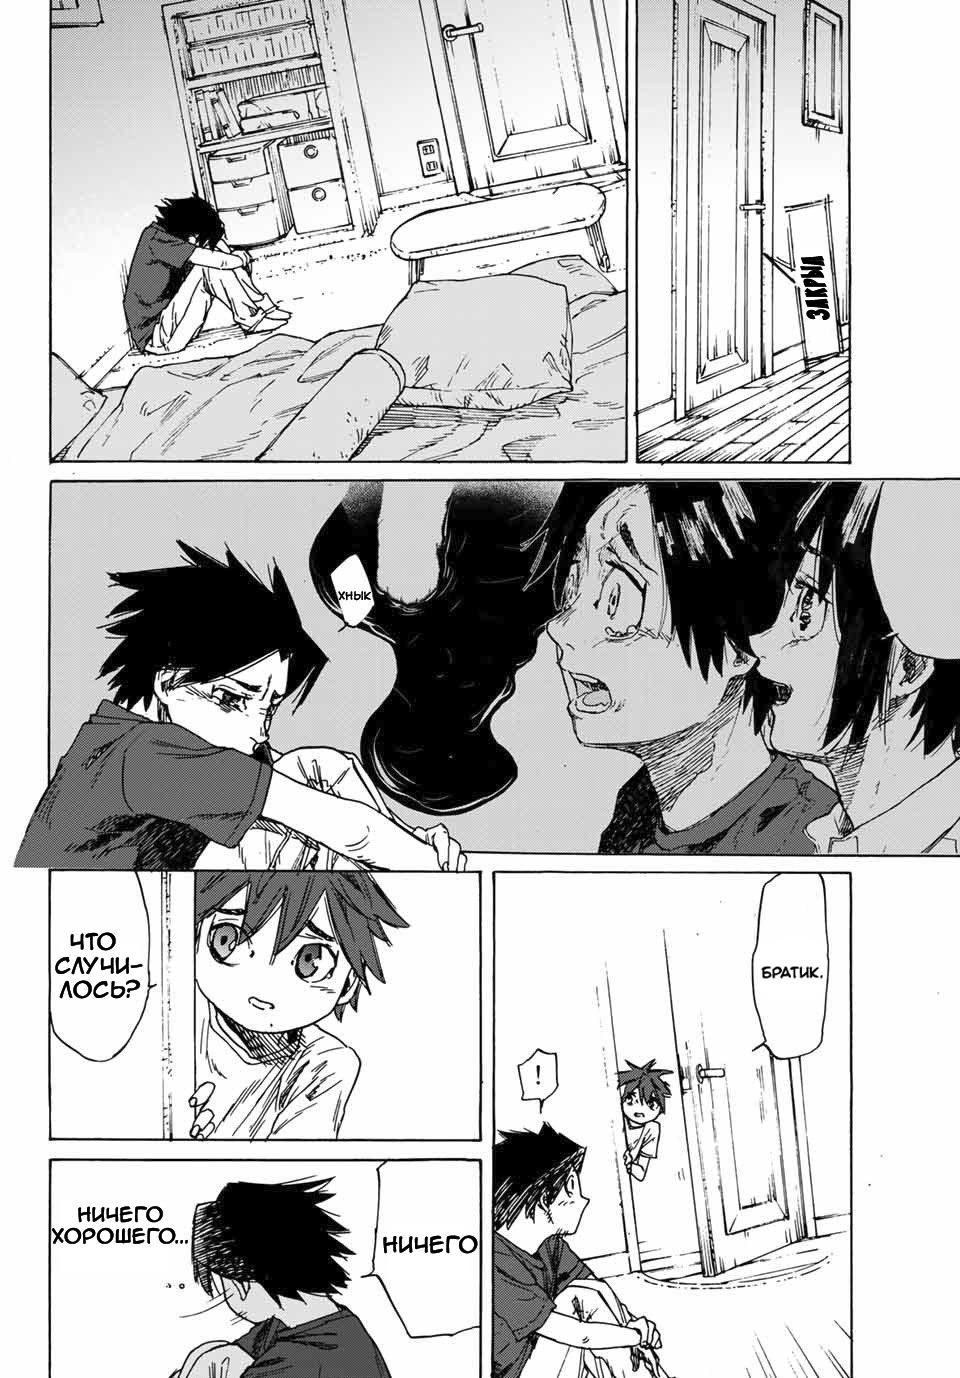 ЗАКРЫЛ
ХНЫК
БРАТИК.
!
ЧТО
СЛУЧИ-
ЛОСЬ?
НИЧЕГО
НИЧЕГО
ХОРОШЕГО...